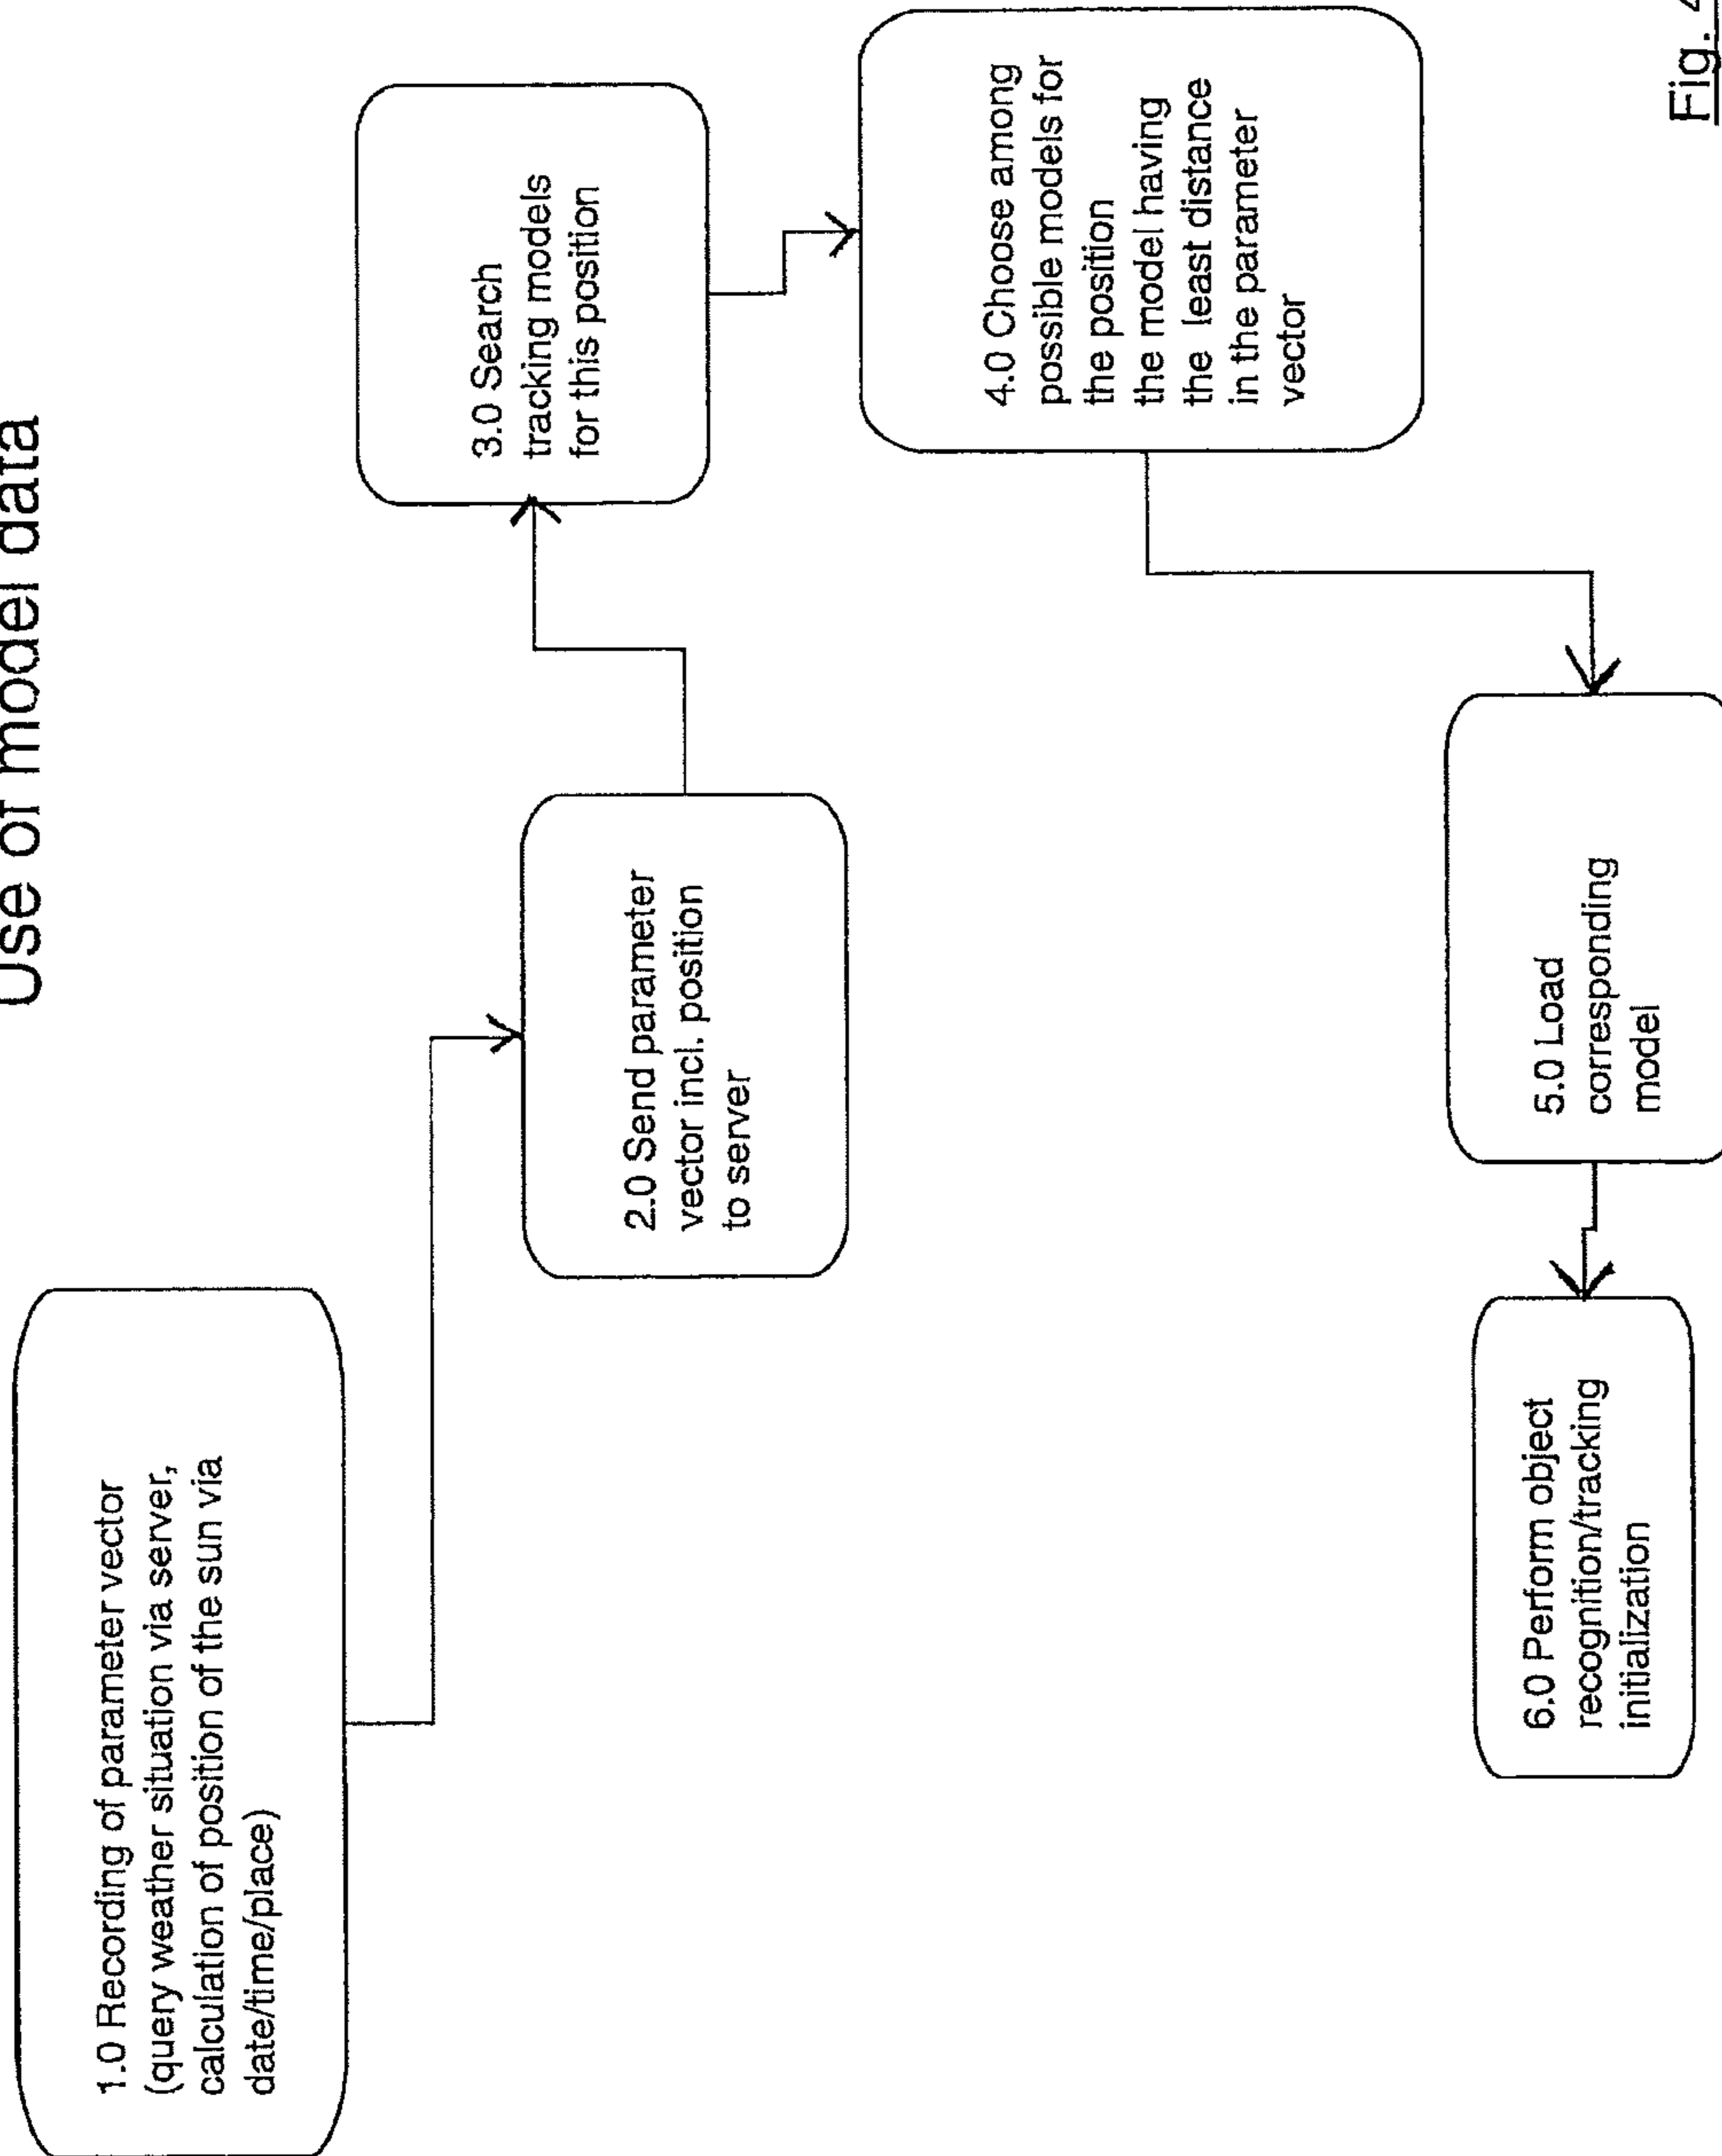 Use of model data
1.0 Recording of parameter vector
(query weather situation via server,
calculation of position of the sun via
date/time/place)
2.0 Send parameter
vector incl. position
to server
3.0 Search
tracking models
for this position
4.0 Choose among
possible models for
the position
the model having
the least distance
in the parameter
vector
5.0 Load
corresponding
model
6.0 Perform object
recognition/tracking
initialization
Fig. 4